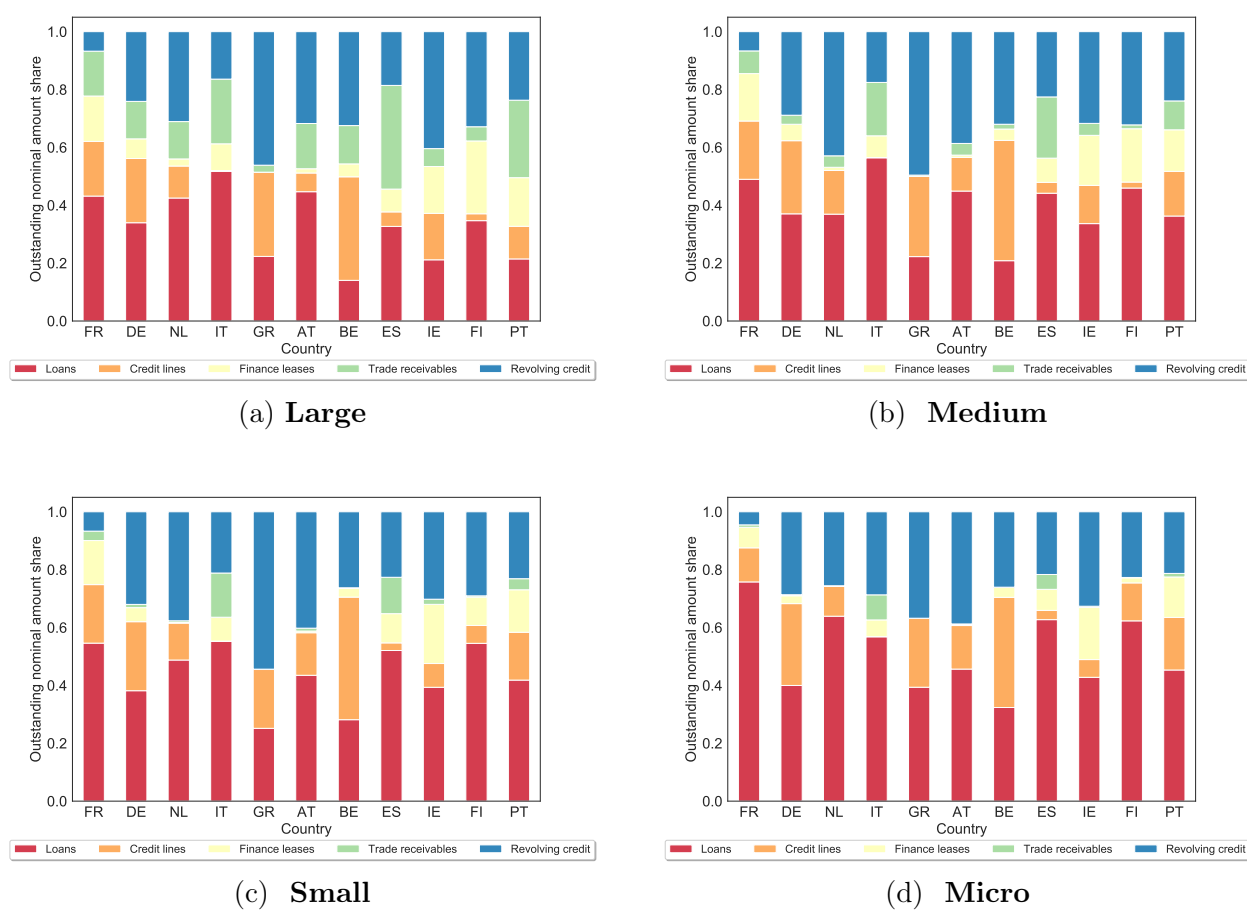 Outstanding nominal amount share
1.0
0.8
0.6
0.4
0.2
0.0
FR DE NL IT GR AT BE ES IE FI PT
Country
Loans Credit lines Finance leases Trade receivables Revolving credit
(a) Large
Outstanding nominal amount share
1.0
0.8
0.6
0.4
0.2
0.0
FR DE NL IT GR AT BE ES IE FI PT
Country
Loans Credit lines Finance leases Trade receivables Revolving credit
(b) Medium
Outstanding nominal amount share
1.0
0.8
0.6
0.4
0.2
0.0
FR DE NL IT GR AT BE ES IE FI PT
Country
Loans Credit lines Finance leases Trade receivables Revolving credit
(c) Small
Outstanding nominal amount share
1.0
0.8
0.6
0.4
0.2
0.0
FR DE NL IT GR AT BE ES IE FI PT
Country
Loans Credit lines Finance leases Trade receivables Revolving credit
(d) Micro